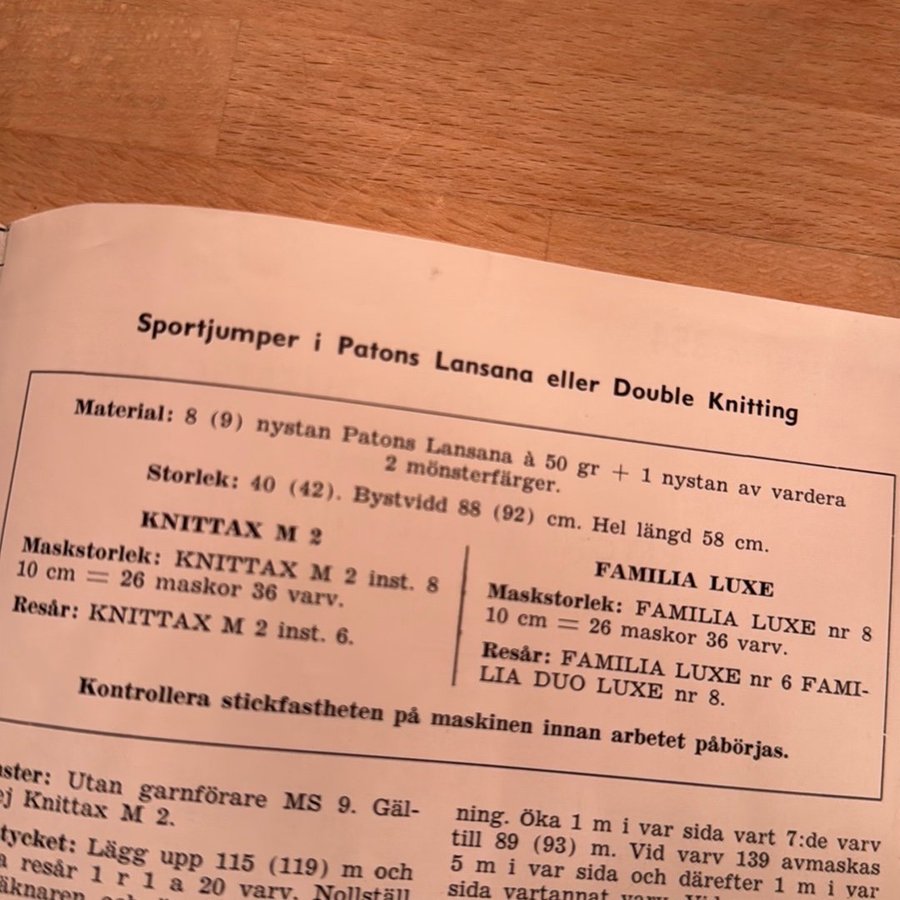 Sportjumper i Patons Lansana eller Double Knitting
Material: 8 (9) nystan Patons Lansana à 50 gr + 1 nystan av vardera
2 mönsterfärger.
Storlek: 40 (42). Bystvidd 88 (92) cm. Hel längd 58 cm.
KNITTAX M 2
Maskstorlek: KNITTAX M 2 inst. 8
10 cm = 26 maskor 36 varv.
Resår: KNITTAX M 2 inst. 6.
FAMILIA LUXE
Maskstorlek: FAMILIA LUXE nr 8
10 cm = 26 maskor 36 varv.
Resår: FAMILIA LUXE nr 6 FAMI-
LIA DUO LUXE nr 8.
Kontrollera stickfastheten på maskinen innan arbetet påbörjas.
Utan garnförare MS 9. Gäl-
Knittax M 2.
Lägg upp 115 (119) m och
resår 1 r 1 a 20 varv. Nollställ
ning. Öka 1 m i var sida vart 7:de varv
till 89 (93) m. Vid varv 139 avmaskas
5 m i var sida och därefter 1 m i var
sida vartannat varv.